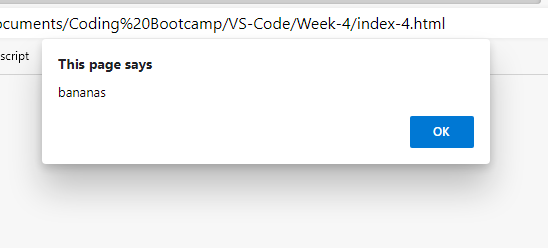 ocuments/Coding%20Bootcamp/VS-Code/Week-4/index-4.html
script
This page says
bananas
OK